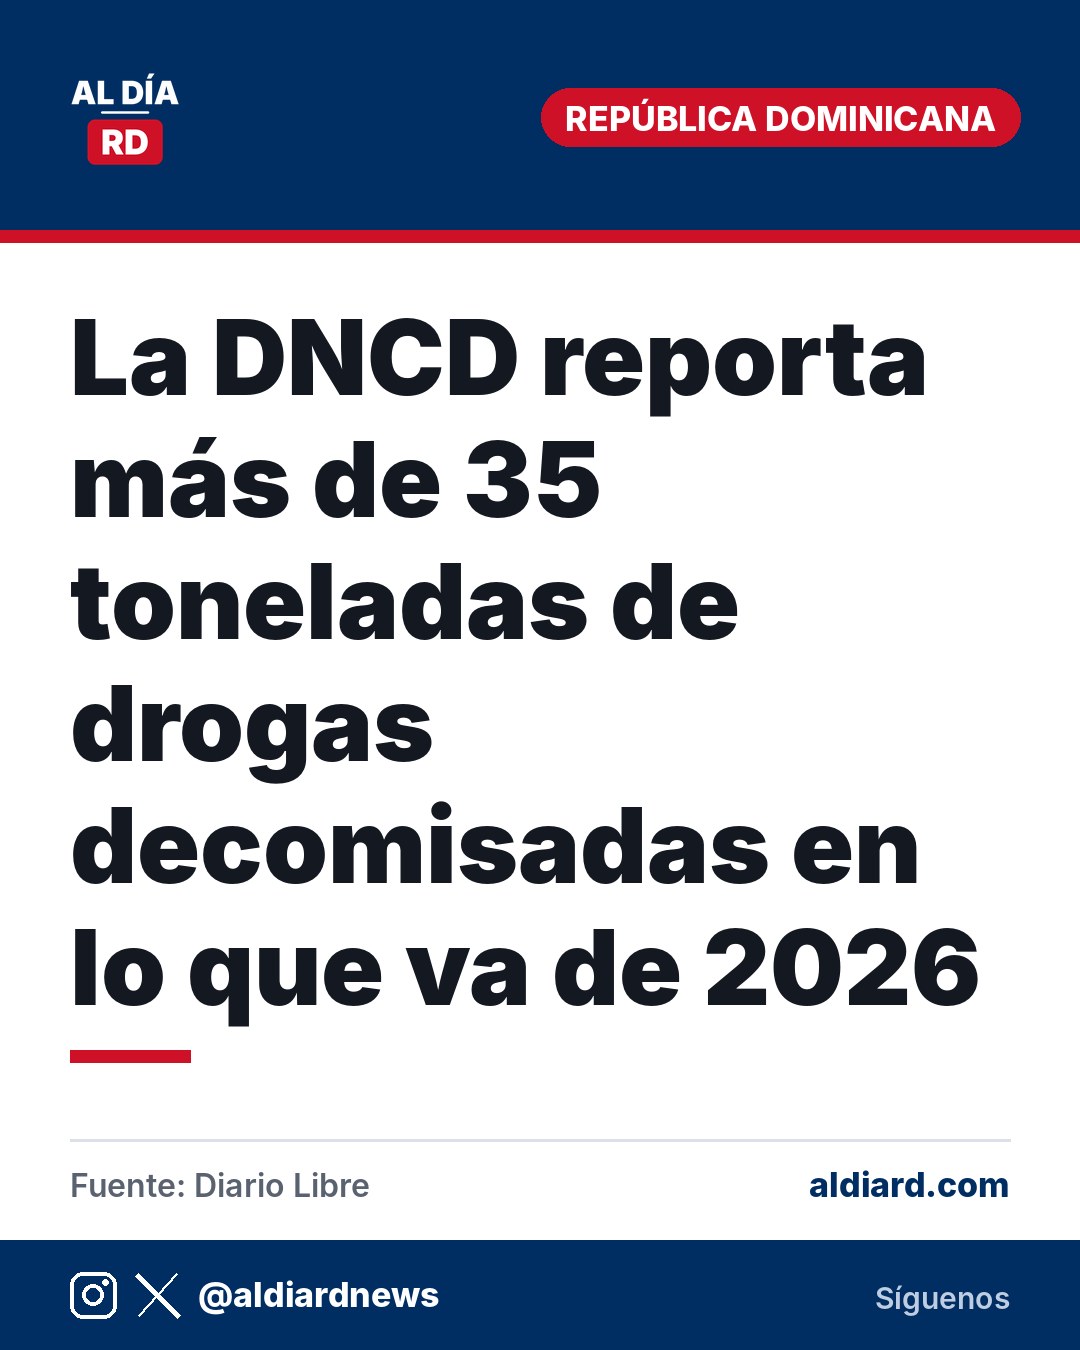 AL DÍA
RD
REPÚBLICA DOMINICANA
La DNCD reporta
más de 35
toneladas de
drogas
decomisadas en
lo que va de 2026
Fuente: Diario Libre
aldiard.com
@aldiardnews
Síguenos